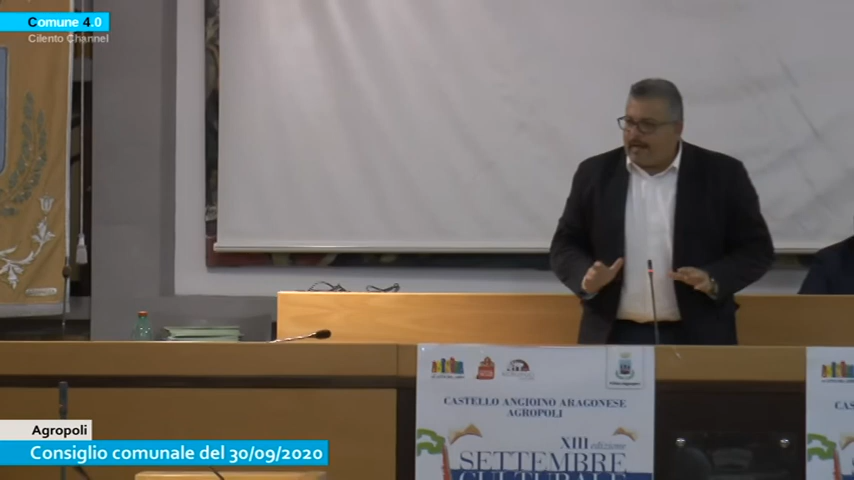 Comune 4.0
Cilento Channel
CASTELLO ANGIOINO ARAGONESE
AGROPOLI
XIII edizione
SETTEMBRE
CULTURALE
Agropoli
Consiglio comunale del 30/09/2020